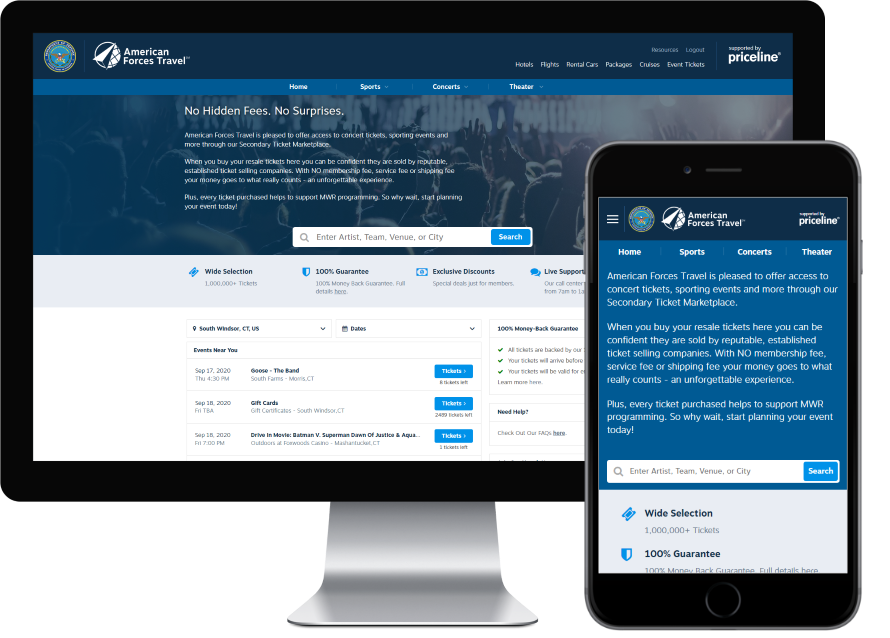 American
Forces Travel
Resources Logout
supported by
priceline
Hotels Flights Rental Cars Packages Cruises Event Tickets
Home Sports Concerts Theater
No Hidden Fees. No Surprises.
American Forces Travel is pleased to offer access to concert tickets, sporting events and
more through our Secondary Ticket Marketplace.
When you buy your resale tickets here you can be confident they are sold by reputable,
established ticket selling companies. With NO membership fee, service fee or shipping fee
your money goes to what really counts - an unforgettable experience.
Plus, every ticket purchased helps to support MWR programming. So why wait, start planning
your event today!
Enter Artist, Team, Venue, or City Search
Wide Selection
1,000,000+ Tickets
100% Guarantee
100% Money Back Guarantee. Full
details here.
Exclusive Discounts
Special deals just for members.
Live Support
Our call center
from 7am to
South Windsor, CT, US
Dates
Events Near You
Sep 17, 2020 Goose - The Band Tickets ›
Thu 4:30 PM South Farms - Morris,CT
8 tickets left
Sep 18, 2020 Gift Cards Tickets ›
Fri TBA Gift Certificates - South Windsor,CT
2489 tickets left
Sep 18, 2020 Drive In Movie: Batman V. Superman Dawn Of Justice & Aqua... Tickets ›
Fri 7:00 PM Outdoors at Foxwoods Casino - Mashantucket,CT
1 tickets left
100% Money-Back Guarantee
All tickets are backed by our
Your tickets will arrive before
Your tickets will be valid for
Learn more here.
Need Help?
Check Out Our FAQs here.
American
Forces Travel
supported by
priceline
Home Sports Concerts Theater
American Forces Travel is pleased to offer access to
concert tickets, sporting events and more through our
Secondary Ticket Marketplace.
When you buy your resale tickets here you can be
confident they are sold by reputable, established
ticket selling companies. With NO membership fee,
service fee or shipping fee your money goes to what
really counts - an unforgettable experience.
Plus, every ticket purchased helps to support MWR
programming. So why wait, start planning your event
today!
Enter Artist, Team, Venue, or City Search
Wide Selection
1,000,000+ Tickets
100% Guarantee
100% Money Back Guarantee. Full details here.